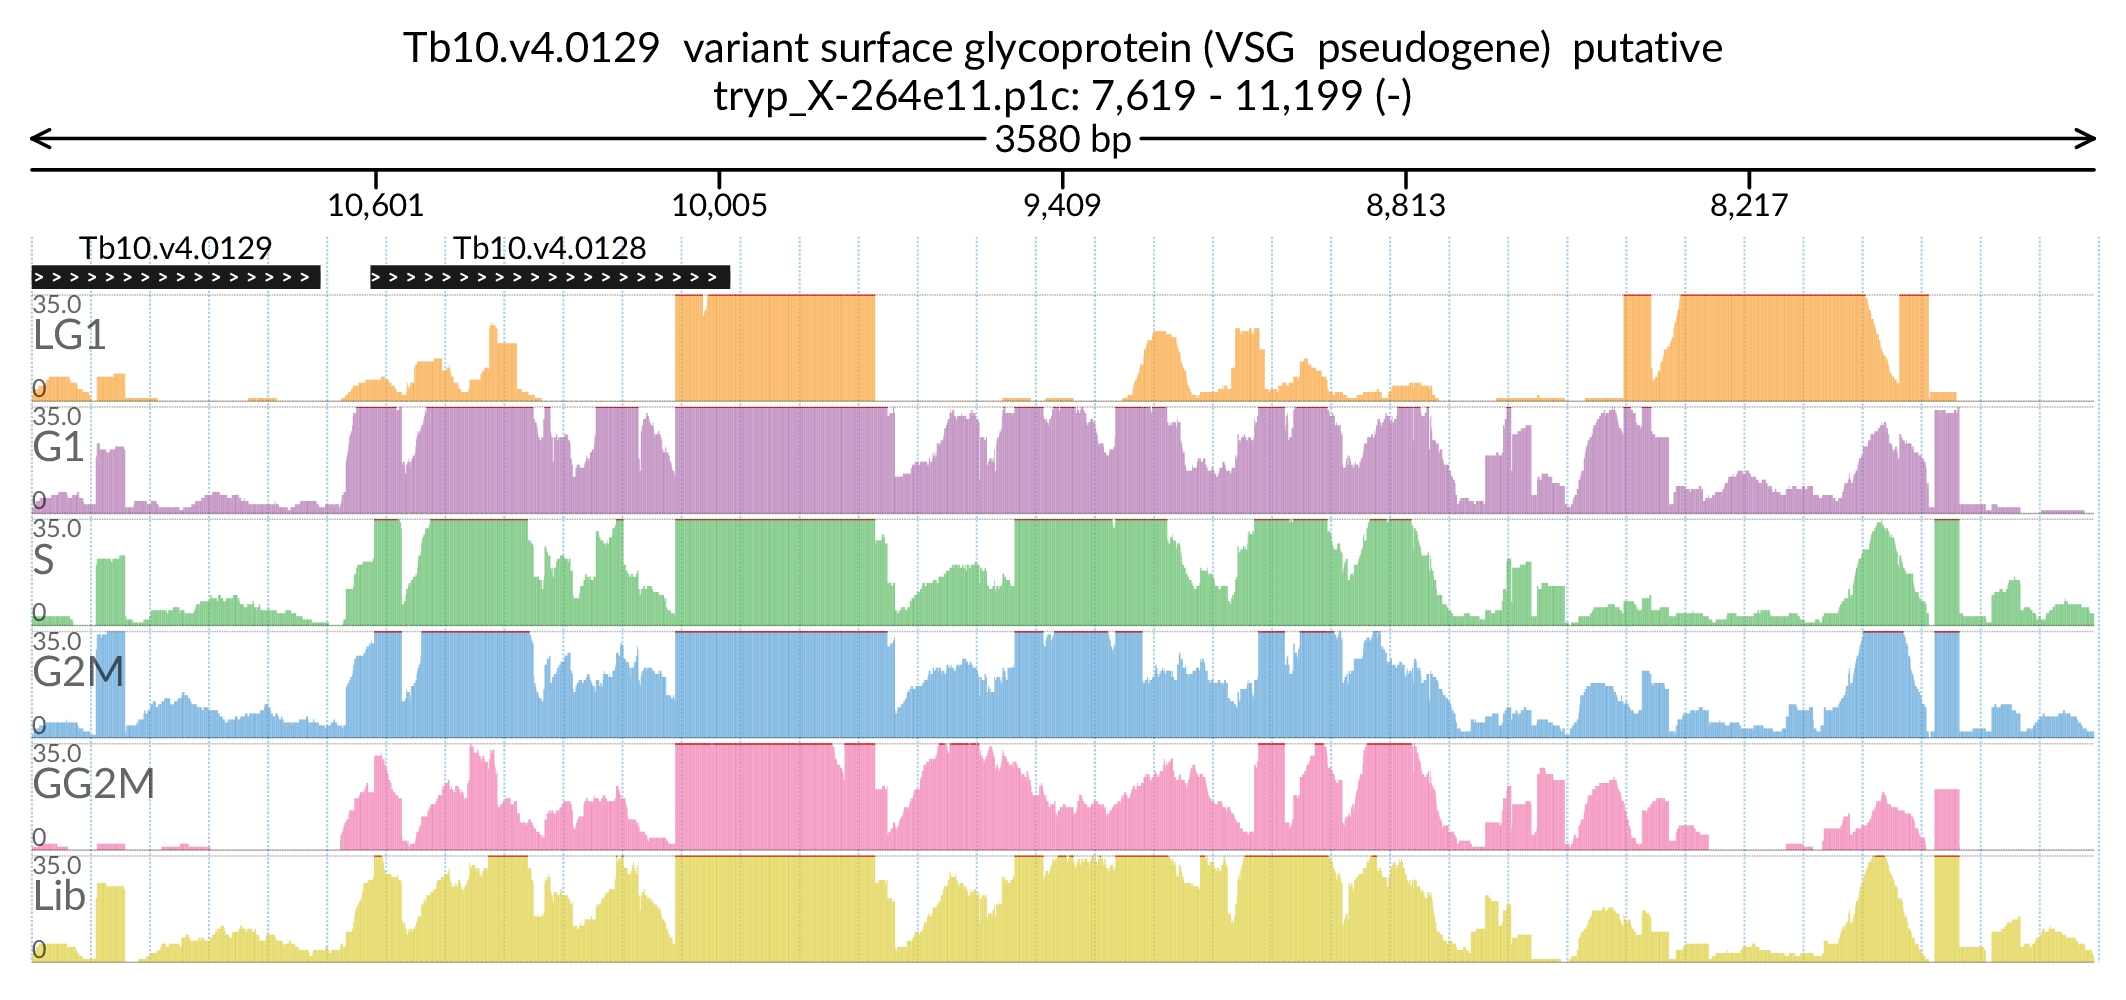 Tb10.v4.0129 variant surface glycoprotein (VSG pseudogene) putative
tryp_X-264e11.p1c: 7,619 - 11,199 (-)
3580 bp
10,601 10,005 9,409 8,813 8,217
Tb10.v4.0129 Tb10.v4.0128
35.0
LG1
0
35.0
G1
0
35.0
S
0
35.0
G2M
0
35.0
GG2M
0
35.0
Lib
0